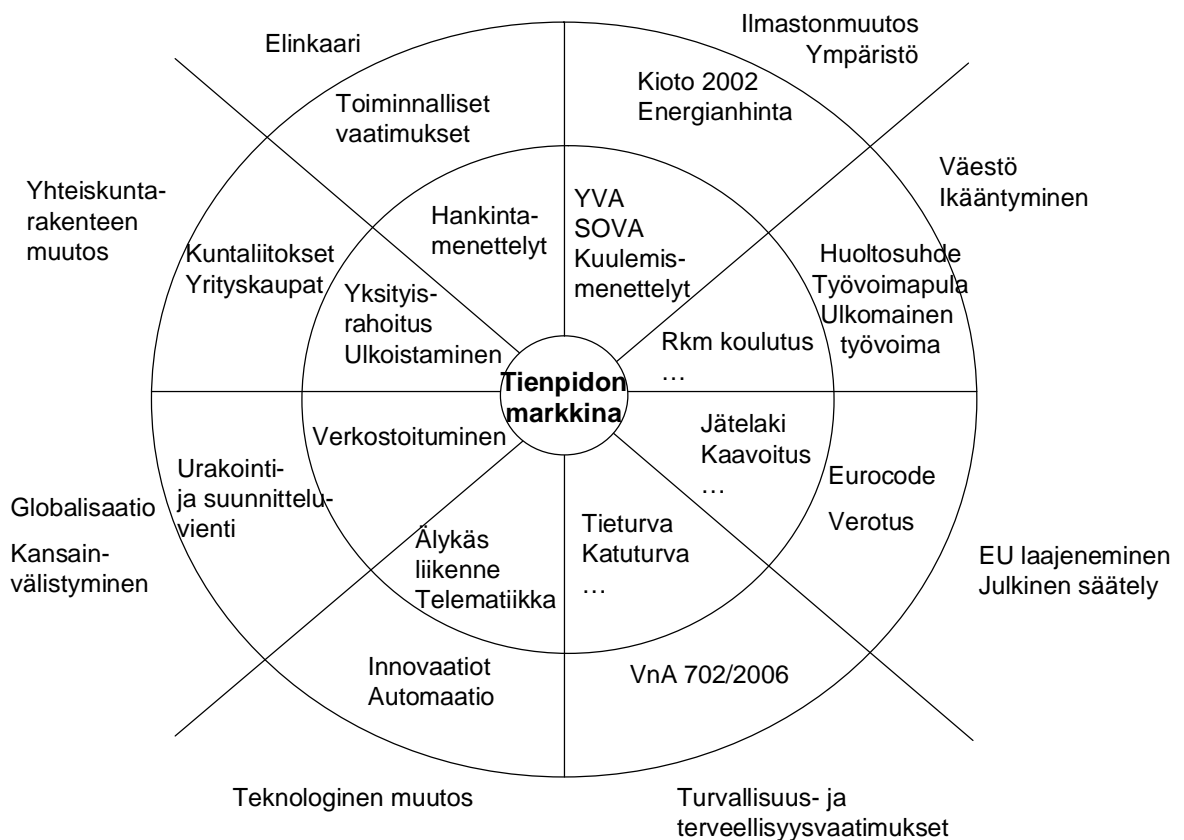 Elinkaari
Ilmastonmuutos
Ympäristö
Toiminnalliset
vaatimukset
Kioto 2002
Energianhinta
Yhteiskunta-
rakenteen
muutos
Väestö
Ikääntyminen
Hankinta-
menettelyt
YVA
SOVA
Kuulemis-
menettelyt
Kuntaliitokset
Yrityskaupat
Huoltosuhde
Työvoimapula
Ulkomainen
työvoima
Yksityis-
rahoitus
Ulkoistaminen
Rkm koulutus
…
Tienpidon
markkina
Verkostoituminen
Jätelaki
Kaavoitus
…
Urakointi-
ja suunnittelu-
vienti
Eurocode
Verotus
Globalisaatio
Kansain-
välistyminen
Älykäs
liikenne
Telematiikka
Tieturva
Katuturva
…
EU laajeneminen
Julkinen säätely
Innovaatiot
Automaatio
VnA 702/2006
Teknologinen muutos
Turvallisuus- ja
terveellisyysvaatimukset